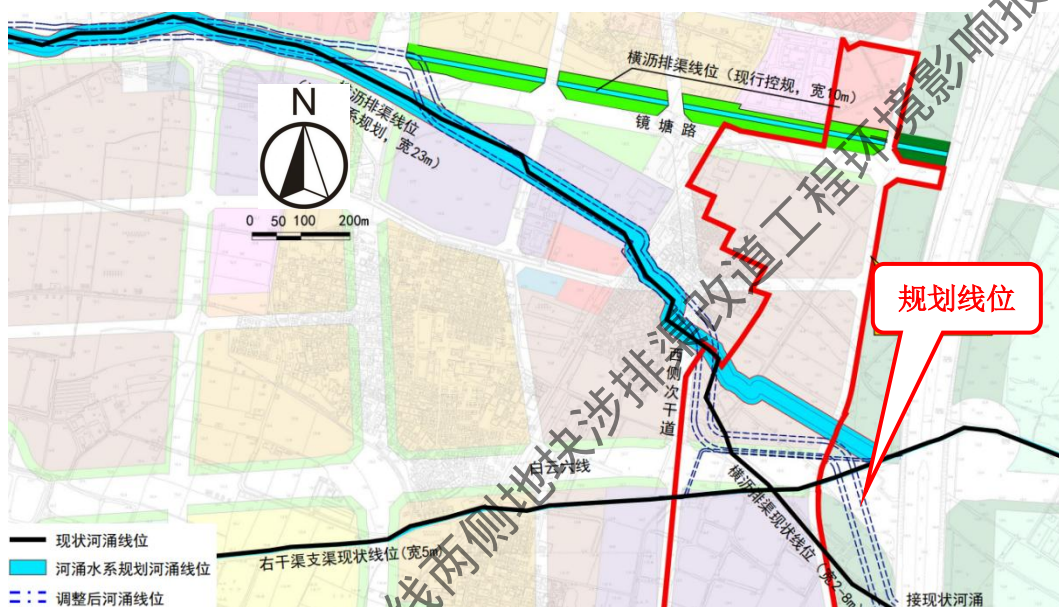 横沥排渠线位（现行控规，宽10m）
镜塘路
横沥排渠线位
系规划，宽23m）
N
0 50 100 200m
规划线位
西侧次干道
白云六线
横沥排渠现状线位（宽2-8m）
右干渠支渠现状线位(宽5m)
接现状河涌
现状河涌线位
河涌水系规划河涌线位
调整后河涌线位
线两侧地块涉排渠改道工程环境影响报